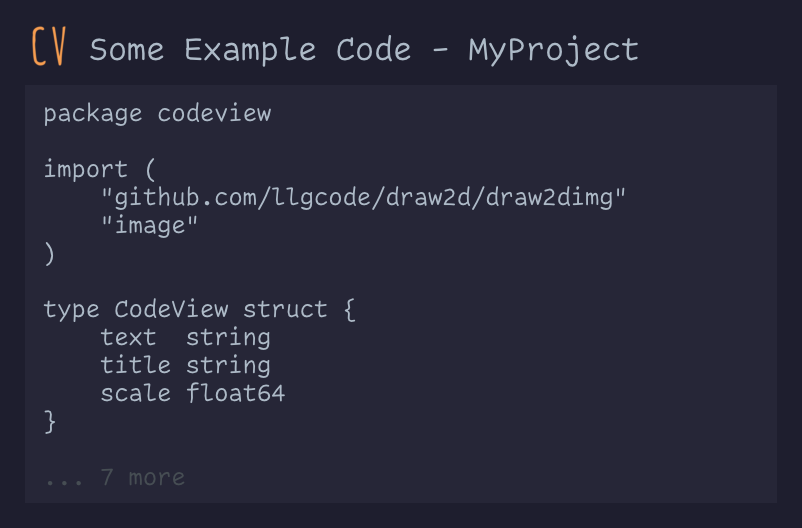 CV Some Example Code - MyProject
package codeview

import (
    "github.com/llgcode/draw2d/draw2dimg"
    "image"
)

type CodeView struct {
    text  string
    title string
    scale float64
}

... 7 more